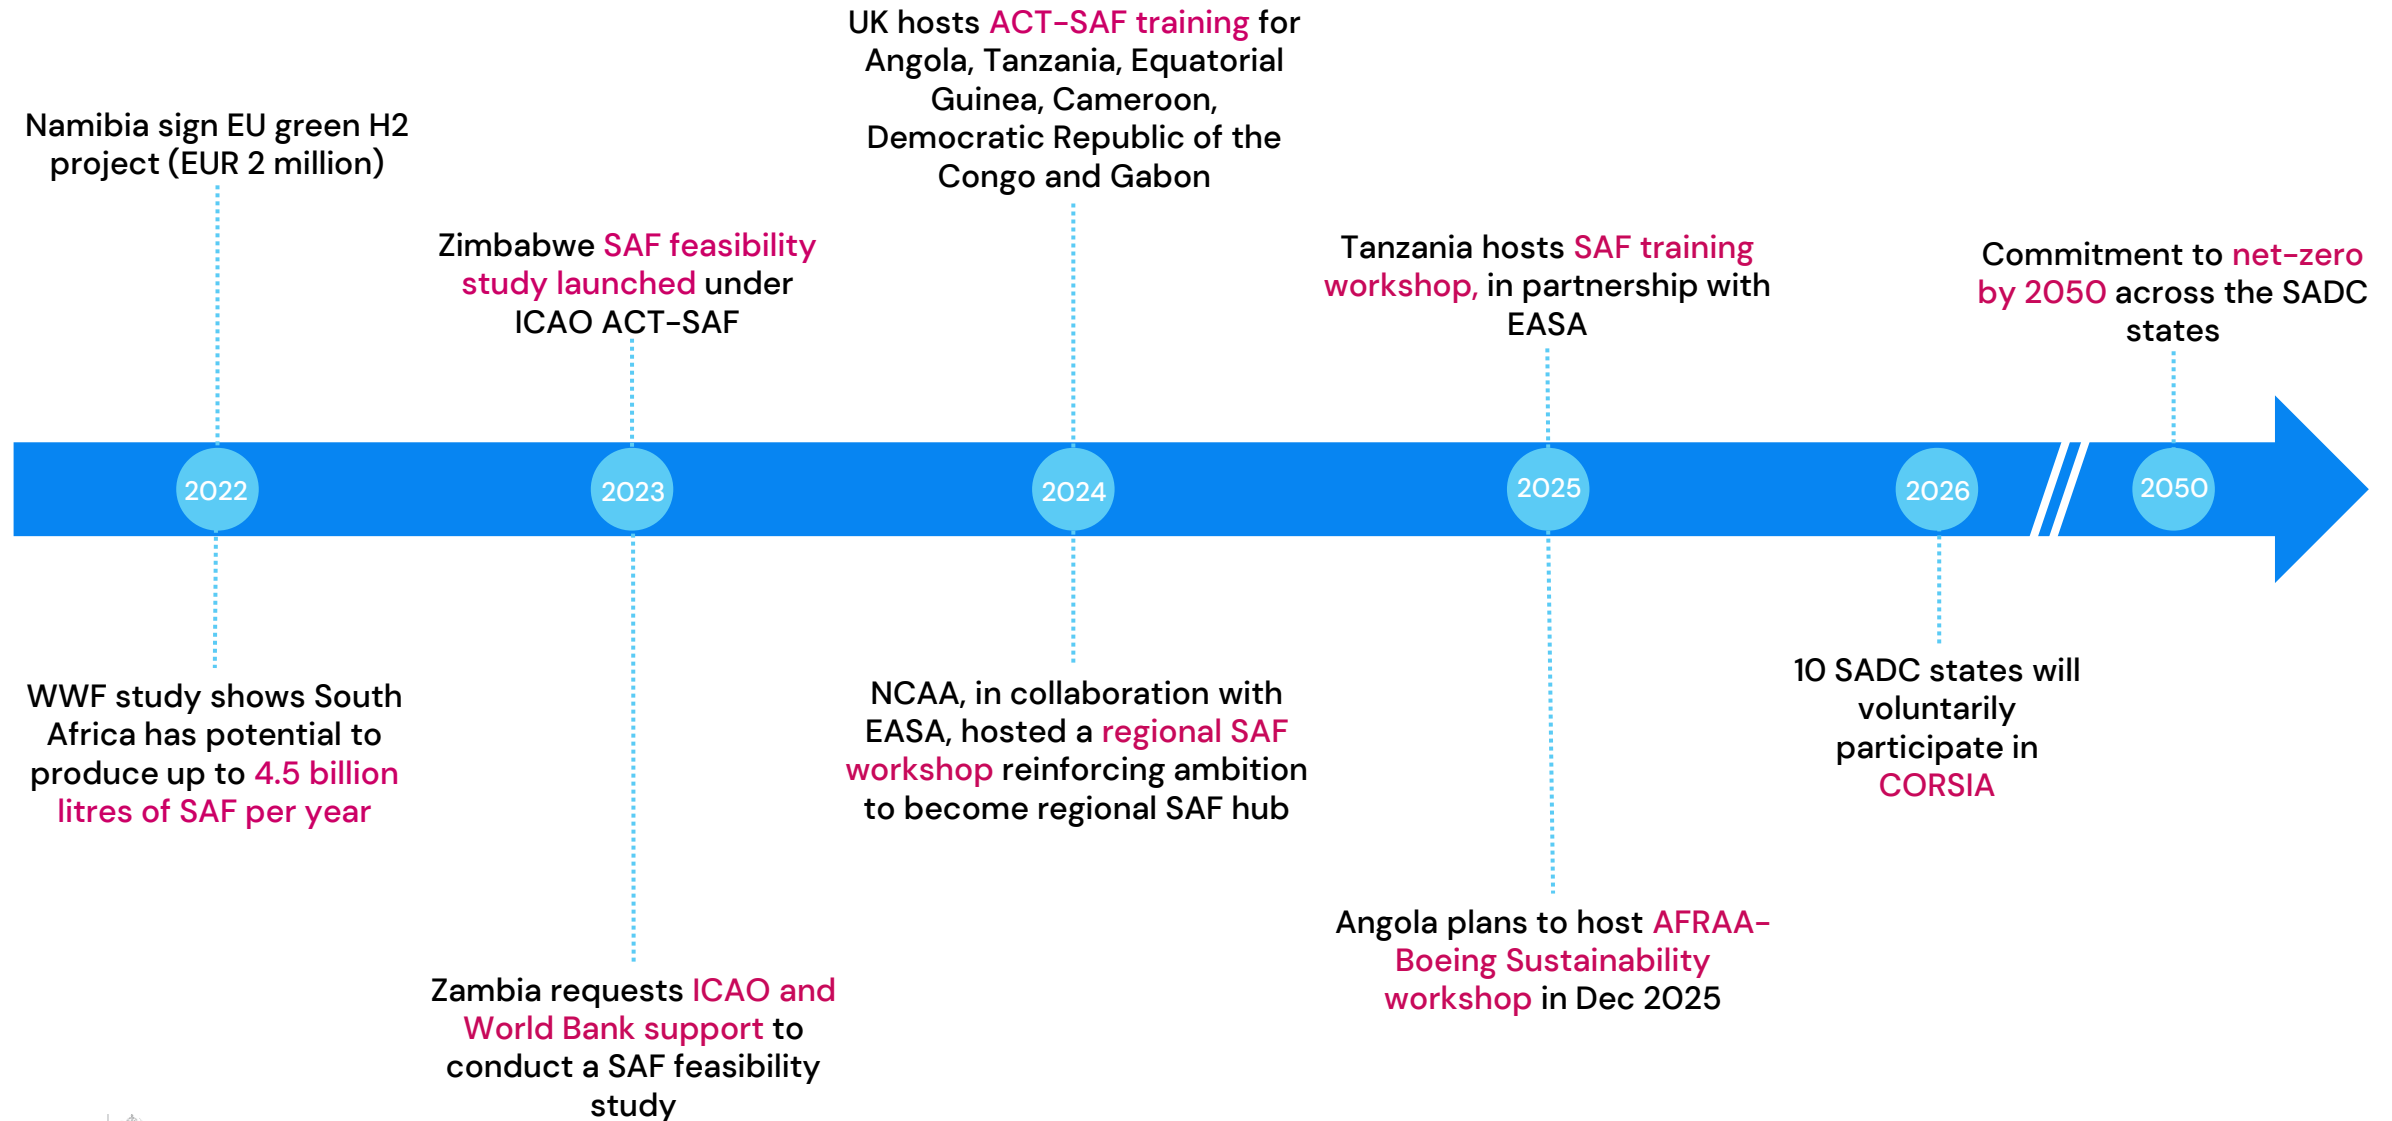 UK hosts ACT-SAF training for
Angola, Tanzania, Equatorial
Guinea, Cameroon,
Democratic Republic of the
Congo and Gabon
Namibia sign EU green H2
project (EUR 2 million)
Zimbabwe SAF feasibility
study launched under
ICAO ACT-SAF
Tanzania hosts SAF training
workshop, in partnership with
EASA
Commitment to net-zero
by 2050 across the SADC
states
2022
2023
2024
2025
2026
2050
WWF study shows South
Africa has potential to
produce up to 4.5 billion
litres of SAF per year
NCAA, in collaboration with
EASA, hosted a regional SAF
workshop reinforcing ambition
to become regional SAF hub
10 SADC states will
voluntarily
participate in
CORSIA
Angola plans to host AFRAA-
Boeing Sustainability
workshop in Dec 2025
Zambia requests ICAO and
World Bank support to
conduct a SAF feasibility
study